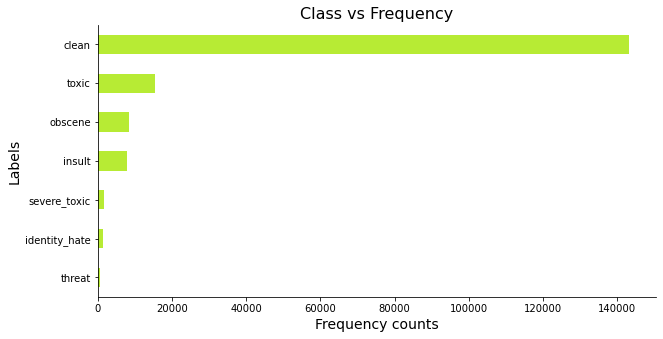 Class vs Frequency
Labels
clean
toxic
obscene
insult
severe_toxic
identity_hate
threat
0 20000 40000 60000 80000 100000 120000 140000
Frequency counts